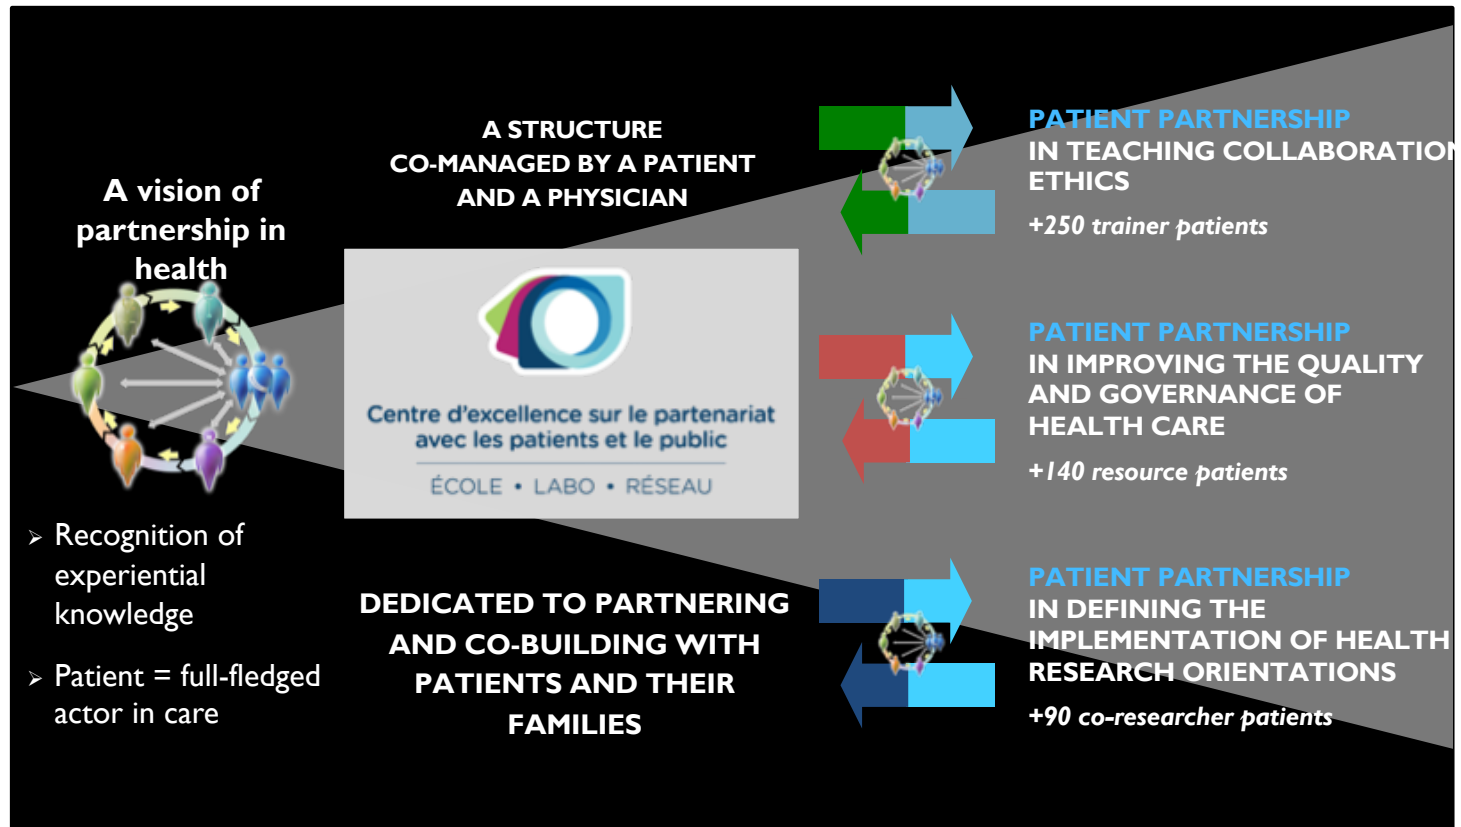 A vision of
partnership in
health
➢ Recognition of
experiential
knowledge
➢ Patient = full-fledged
actor in care
A STRUCTURE
CO-MANAGED BY A PATIENT
AND A PHYSICIAN
Centre d'excellence sur le partenariat
avec les patients et le public
ÉCOLE • LABO • RÉSEAU
DEDICATED TO PARTNERING
AND CO-BUILDING WITH
PATIENTS AND THEIR
FAMILIES
PATIENT PARTNERSHIP
IN TEACHING COLLABORATION
ETHICS
+250 trainer patients
PATIENT PARTNERSHIP
IN IMPROVING THE QUALITY
AND GOVERNANCE OF
HEALTH CARE
+140 resource patients
PATIENT PARTNERSHIP
IN DEFINING THE
IMPLEMENTATION OF HEALTH
RESEARCH ORIENTATIONS
+90 co-researcher patients